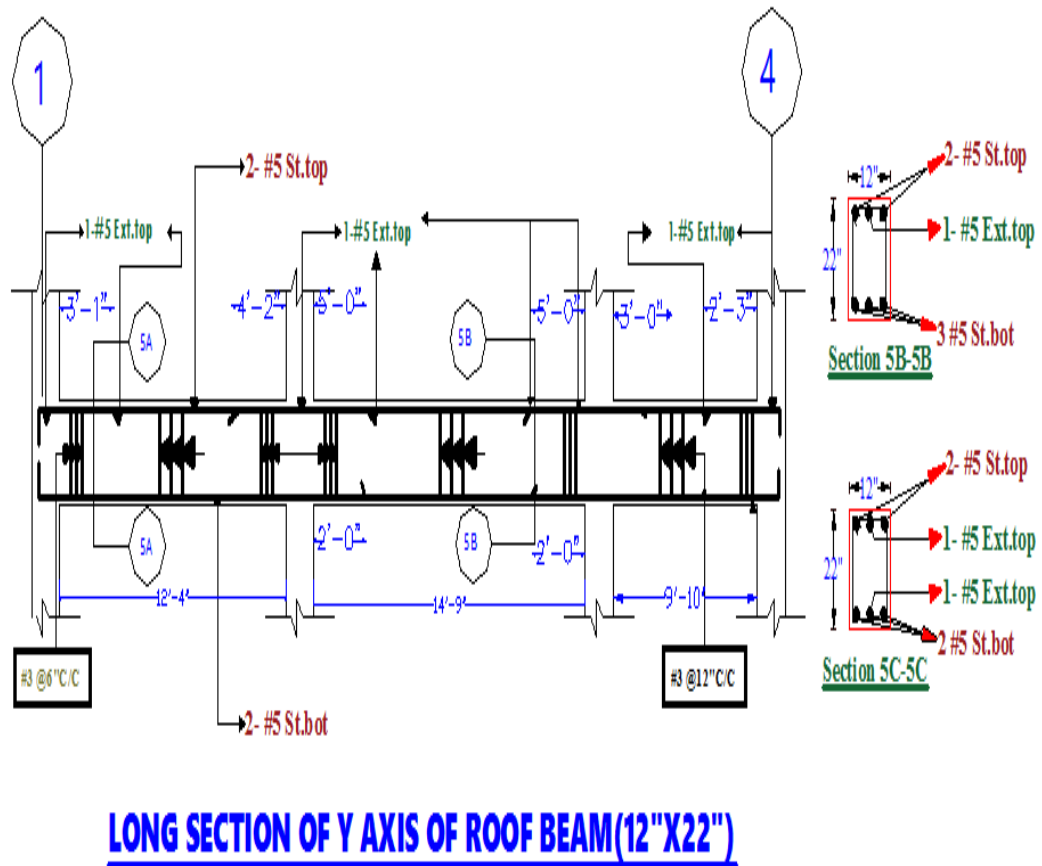 1
4
2- #5 St.top
1-#5 Ext.top
1-#5 Ext.top
1-#5 Ext.top
3'-1"
4'-2"
5'-0"
5'-0"
3'-0"
2'-3"
5A
5B
5A
5B
2'-0"
2'-0"
12'-4"
14'-9"
9'-10"
#3 @6"C/C
#3 @12"C/C
2- #5 St.bot
2- #5 St.top
12"
1- #5 Ext.top
22"
3 #5 St.bot
Section 5B-5B
2- #5 St.top
12"
1- #5 Ext.top
22"
1- #5 Ext.top
2 #5 St.bot
Section 5C-5C
LONG SECTION OF Y AXIS OF ROOF BEAM(12"X22")